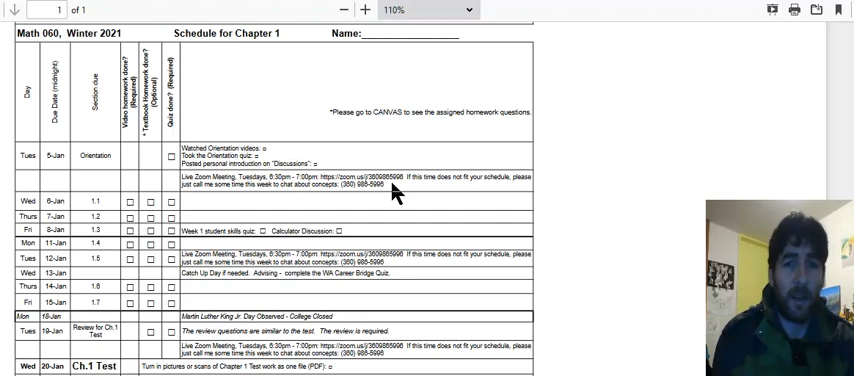 1 of 1 110%
Math 060, Winter 2021 Schedule for Chapter 1 Name:
Day
Due Date (midnight)
Section due
Video homework done? (Required)
* Textbook Homework done? (Optional)
Quiz done? (Required)
*Please go to CANVAS to see the assigned homework questions.
Watched Orientation videos:
Tues 5-Jan Orientation Took the Orientation quiz:
Posted personal introduction on "Discussions":
Live Zoom Meeting, Tuesdays, 6:30pm - 7:00pm: https://zoom.us/j/3609865996 If this time does not fit your schedule, please
just call me some time this week to chat about concepts: (360) 986-5996
Wed 6-Jan 1.1
Thurs 7-Jan 1.2
Fri 8-Jan 1.3 Week 1 student skills quiz: Calculator Discussion:
Mon 11-Jan 1.4
Tues 12-Jan 1.5 Live Zoom Meeting, Tuesdays, 6:30pm - 7:00pm: https://zoom.us/j/3609865996 If this time does not fit your schedule, please
just call me some time this week to chat about concepts: (360) 986-5996
Wed 13-Jan Catch Up Day if needed. Advising - complete the WA Career Bridge Quiz.
Thurs 14-Jan 1.6
Fri 15-Jan 1.7
Mon 18-Jan Martin Luther King Jr. Day Observed - College Closed
Tues 19-Jan Review for Ch.1 Test The review questions are similar to the test. The review is required.
Live Zoom Meeting, Tuesdays, 6:30pm - 7:00pm: https://zoom.us/j/3609865996 If this time does not fit your schedule, please
just call me some time this week to chat about concepts: (360) 986-5996
Wed 20-Jan Ch.1 Test Turn in pictures or scans of Chapter 1 Test work as one file (PDF):